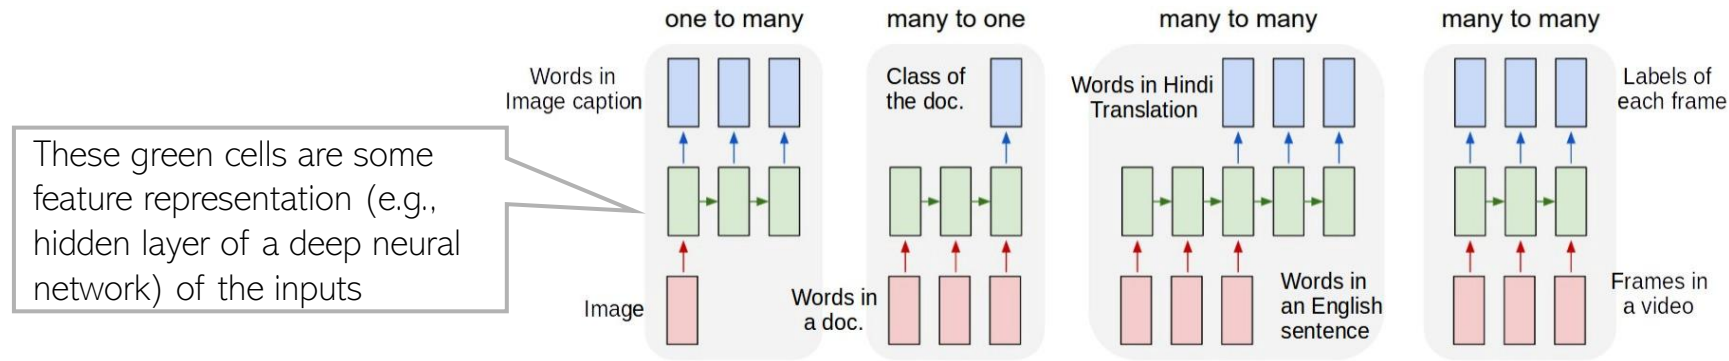 one to many
many to one
many to many
many to many
Words in
Image caption
Class of
the doc.
Words in Hindi
Translation
Labels of
each frame
These green cells are some
feature representation (e.g.,
hidden layer of a deep neural
network) of the inputs
Image
Words in
a doc.
Words in
an English
sentence
Frames in
a video